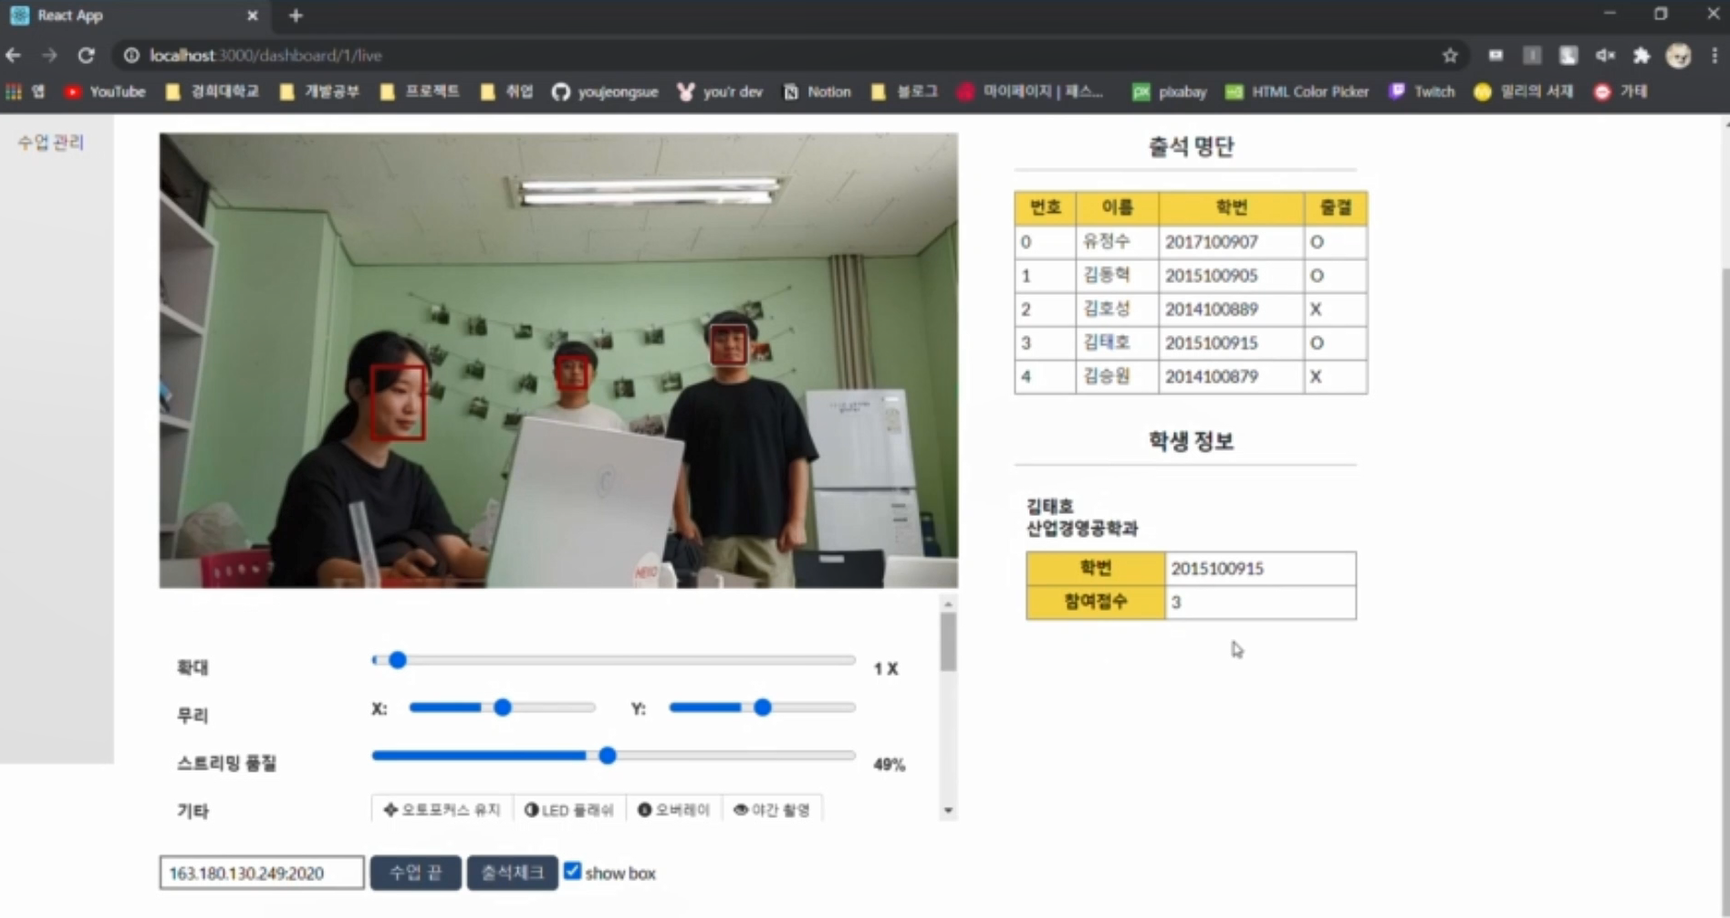 React App
localhost:3000/dashboard/1/live
앱 YouTube 경희대학교 개발공부 프로젝트 취업 youjeongsue you'r dev Notion 블로그 마이페이지 | 패스... pixabay HTML Color Picker Twitch 밀리의 서재 가테
수업 관리
HERO
확대 1 X
무리 X: Y:
스트리밍 품질 49%
기타 오토포커스 유지 LED 플래쉬 오버레이 야간 촬영
163.180.130.249:2020 수업 끝 출석체크 show box
출석 명단
번호 이름 학번 출결
0 유정수 2017100907 O
1 김동혁 2015100905 O
2 김호성 2014100889 X
3 김태호 2015100915 O
4 김승원 2014100879 X
학생 정보
김태호
산업경영공학과
학번 2015100915
참여점수 3